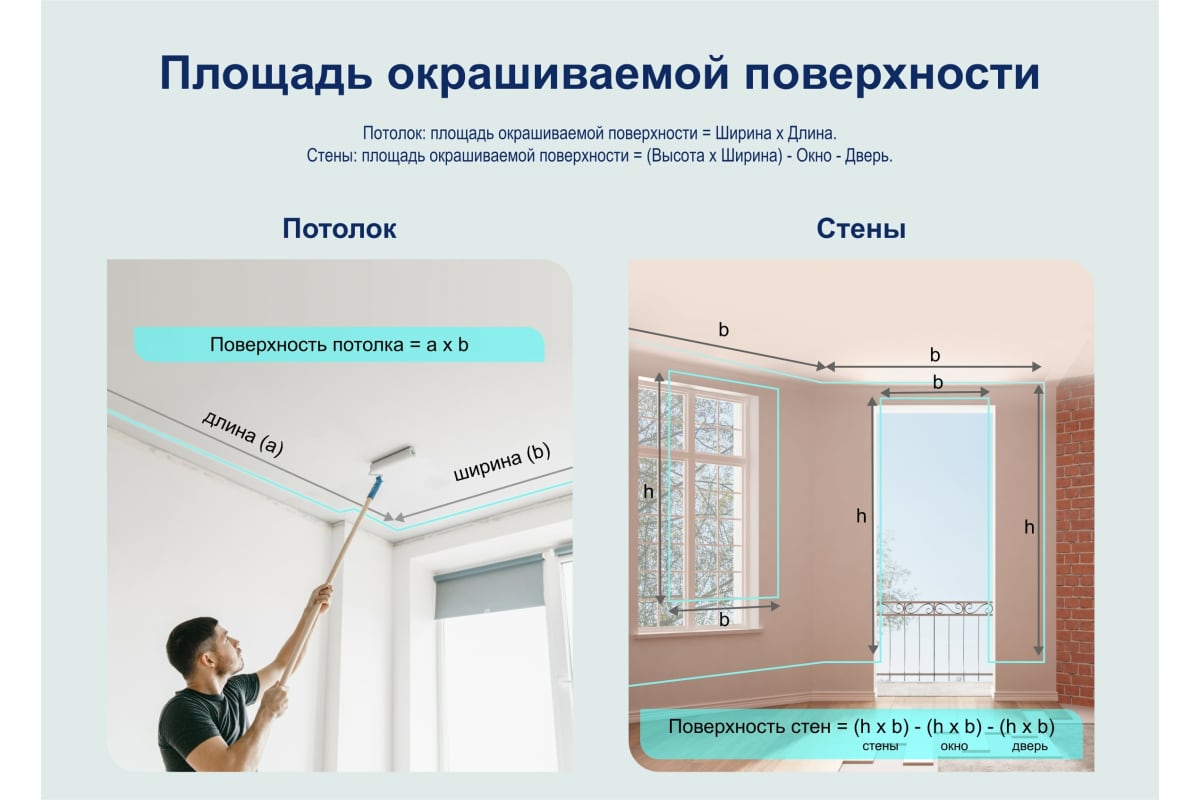 Площадь окрашиваемой поверхности
Потолок: площадь окрашиваемой поверхности = Ширина х Длина.
Стены: площадь окрашиваемой поверхности = (Высота х Ширина) - Окно - Дверь.
Потолок
Поверхность потолка = a x b
длина (a)
ширина (b)
Стены
b
b
b
h
h
h
b
Поверхность стен = (h x b) - (h x b) - (h x b)
стены окно дверь